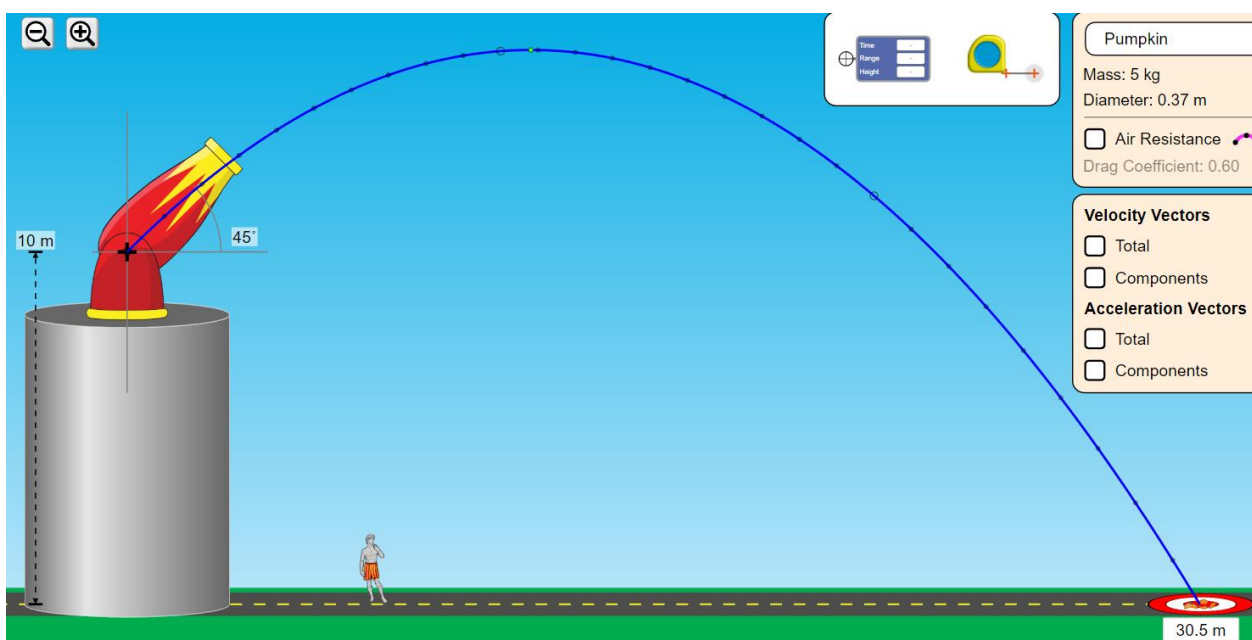 Time
Range
Height
Pumpkin
Mass: 5 kg
Diameter: 0.37 m
Air Resistance
Drag Coefficient: 0.60
Velocity Vectors
Total
Components
Acceleration Vectors
Total
Components
10 m
45°
30.5 m